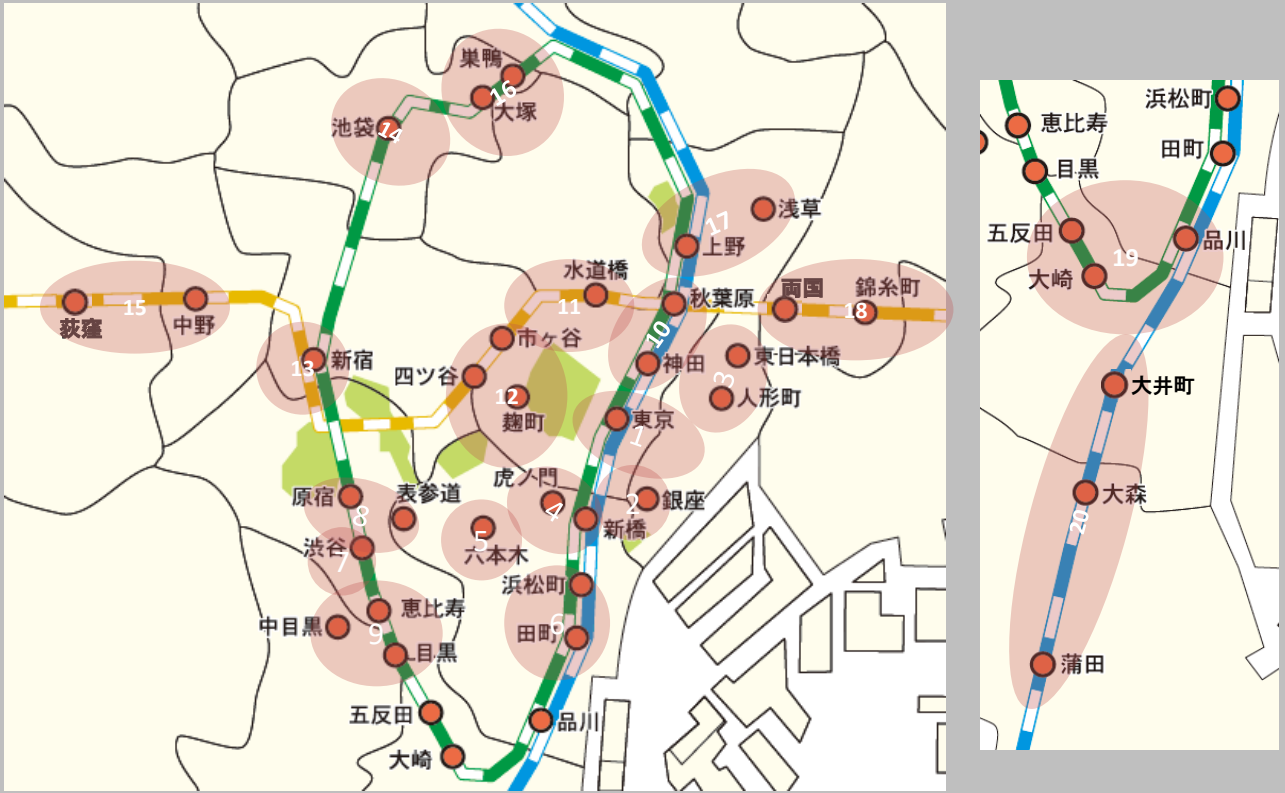 巣鴨
16
大塚
池袋
14
浅草
17
上野
水道橋
両国
錦糸町
秋葉原
荻窪
15
中野
11
18
市ヶ谷
10
新宿
13
四ツ谷
神田
東日本橋
3
人形町
12
麹町
東京
1
虎ノ門
4
原宿
表参道
8
2
銀座
新橋
5
六本木
渋谷
7
浜松町
恵比寿
中目黒
9
6
田町
目黒
五反田
品川
大崎
浜松町
恵比寿
田町
目黒
五反田
品川
19
大崎
大井町
大森
20
蒲田